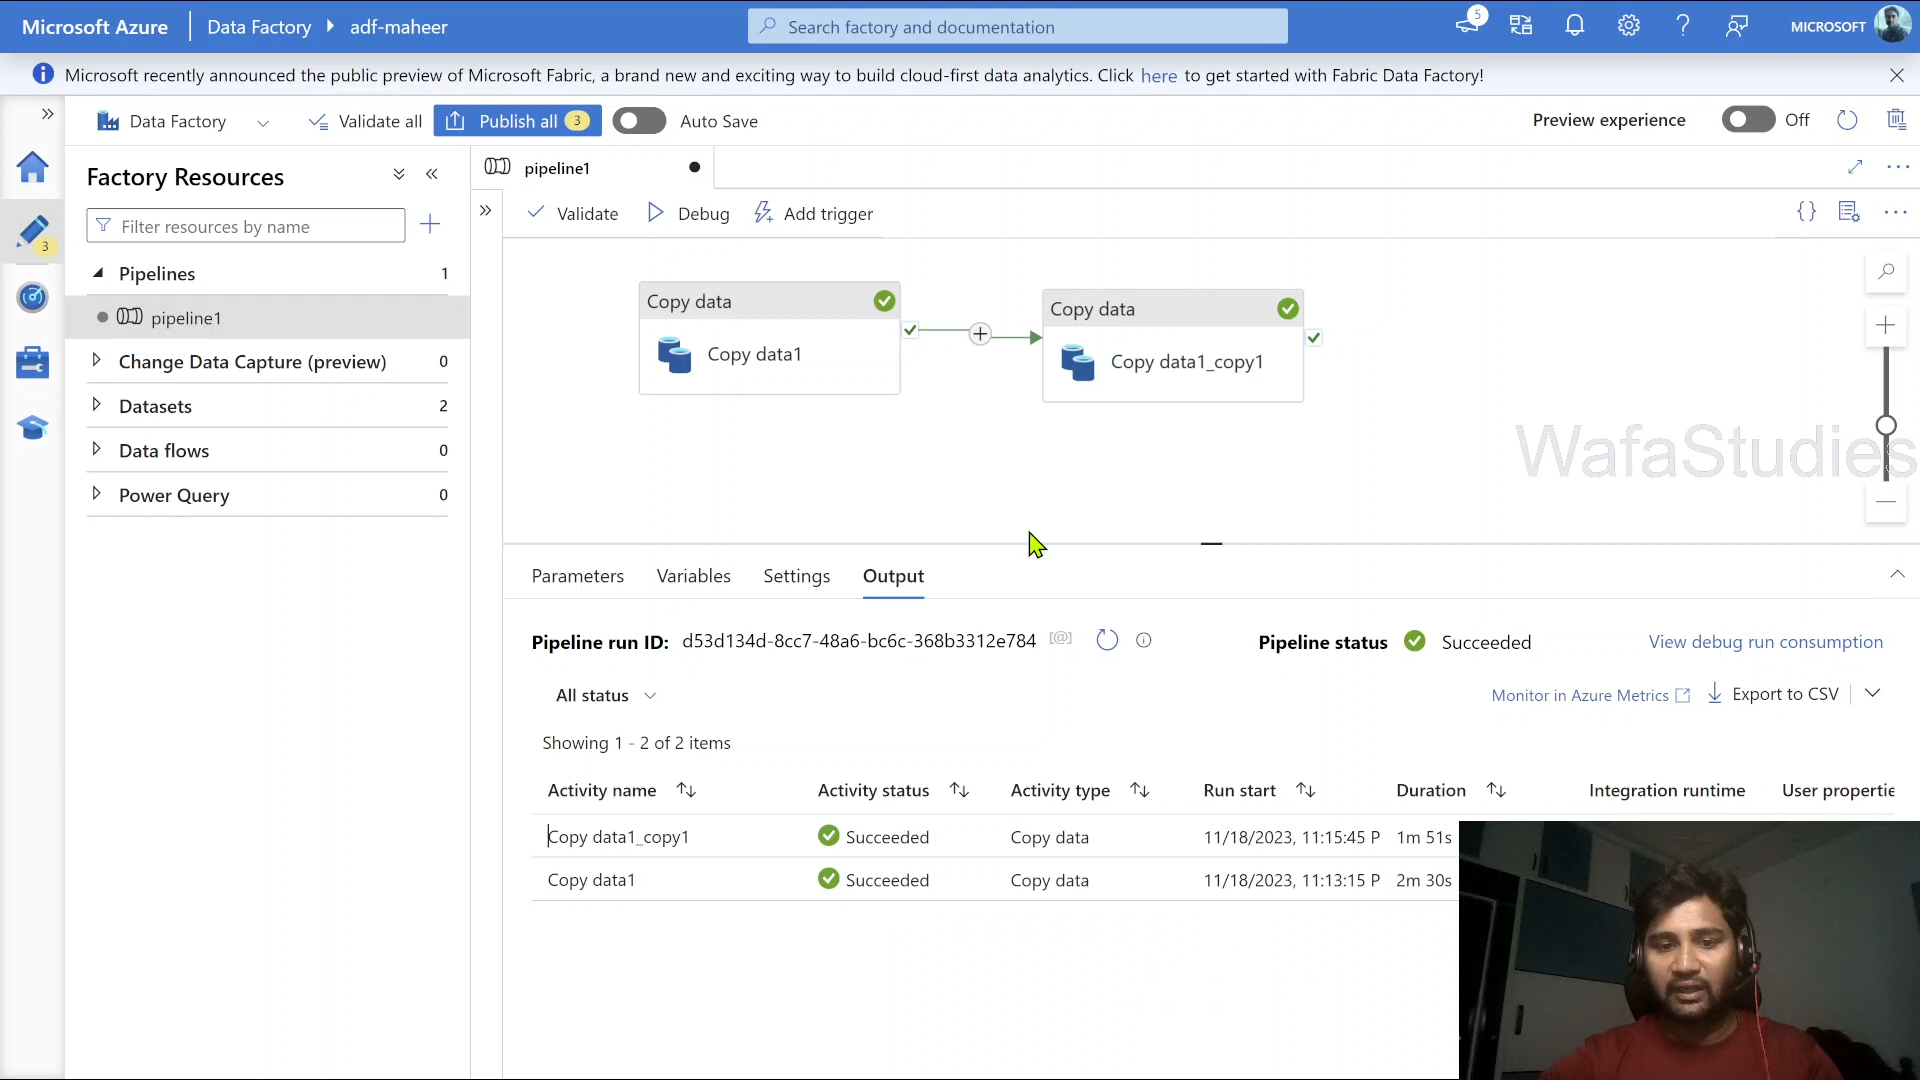 Microsoft Azure
Data Factory
adf-maheer
Search factory and documentation
5
MICROSOFT
Microsoft recently announced the public preview of Microsoft Fabric, a brand new and exciting way to build cloud-first data analytics. Click here to get started with Fabric Data Factory!
Data Factory
Validate all
Publish all 3
Auto Save
Preview experience
Off
3
Factory Resources
Filter resources by name
Pipelines 1
pipeline1
Change Data Capture (preview) 0
Datasets 2
Data flows 0
Power Query 0
pipeline1
Validate
Debug
Add trigger
Copy data
Copy data1
Copy data
Copy data1_copy1
WafaStudies
Parameters
Variables
Settings
Output
Pipeline run ID: d53d134d-8cc7-48a6-bc6c-368b3312e784
Pipeline status Succeeded
View debug run consumption
All status
Monitor in Azure Metrics
Export to CSV
Showing 1 - 2 of 2 items
Activity name Activity status Activity type Run start Duration Integration runtime User propertie
Copy data1_copy1 Succeeded Copy data 11/18/2023, 11:15:45 P 1m 51s
Copy data1 Succeeded Copy data 11/18/2023, 11:13:15 P 2m 30s